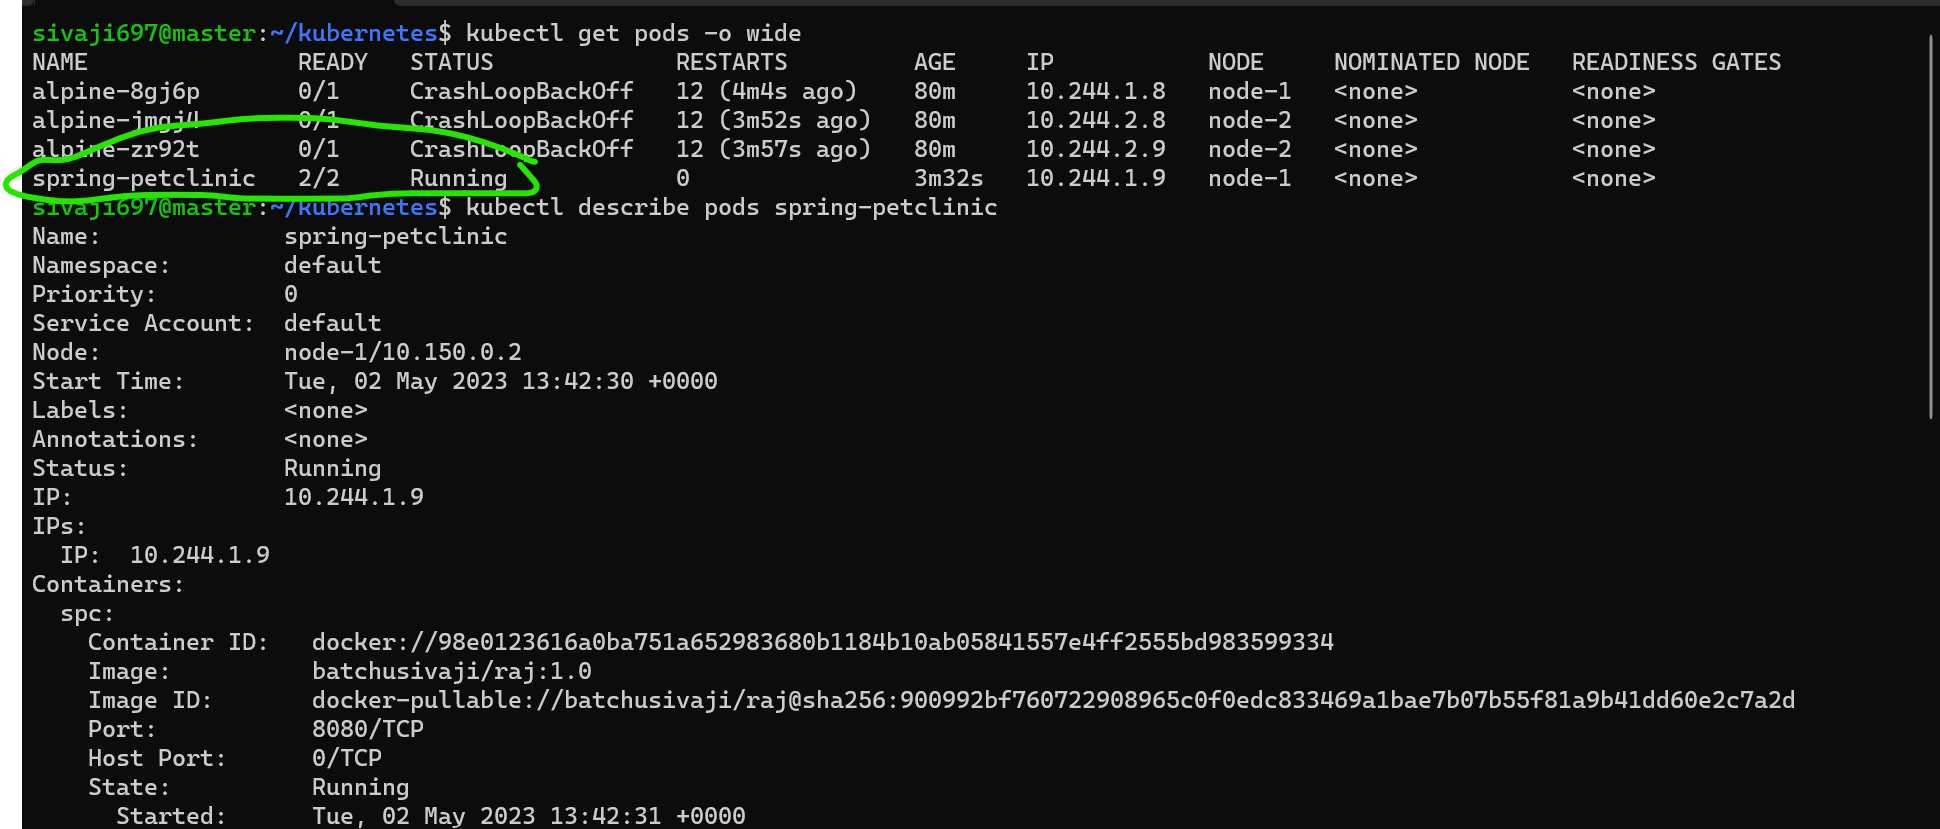 sivaji697@master:~/kubernetes$ kubectl get pods -o wide
NAME READY STATUS RESTARTS AGE IP NODE NOMINATED NODE READINESS GATES
alpine-8gj6p 0/1 CrashLoopBackOff 12 (4m4s ago) 80m 10.244.1.8 node-1 <none> <none>
alpine-jmgj4 0/1 CrashLoopBackOff 12 (3m52s ago) 80m 10.244.2.8 node-2 <none> <none>
alpine-zr92t 0/1 CrashLoopBackOff 12 (3m57s ago) 80m 10.244.2.9 node-2 <none> <none>
spring-petclinic 2/2 Running 0 3m32s 10.244.1.9 node-1 <none> <none>
sivaji697@master:~/kubernetes$ kubectl describe pods spring-petclinic
Name: spring-petclinic
Namespace: default
Priority: 0
Service Account: default
Node: node-1/10.150.0.2
Start Time: Tue, 02 May 2023 13:42:30 +0000
Labels: <none>
Annotations: <none>
Status: Running
IP: 10.244.1.9
IPs:
IP: 10.244.1.9
Containers:
spc:
Container ID: docker://98e0123616a0ba751a652983680b1184b10ab05841557e4ff2555bd983599334
Image: batchusivaji/raj:1.0
Image ID: docker-pullable://batchusivaji/raj@sha256:900992bf760722908965c0f0edc833469a1bae7b07b55f81a9b41dd60e2c7a2d
Port: 8080/TCP
Host Port: 0/TCP
State: Running
Started: Tue, 02 May 2023 13:42:31 +0000